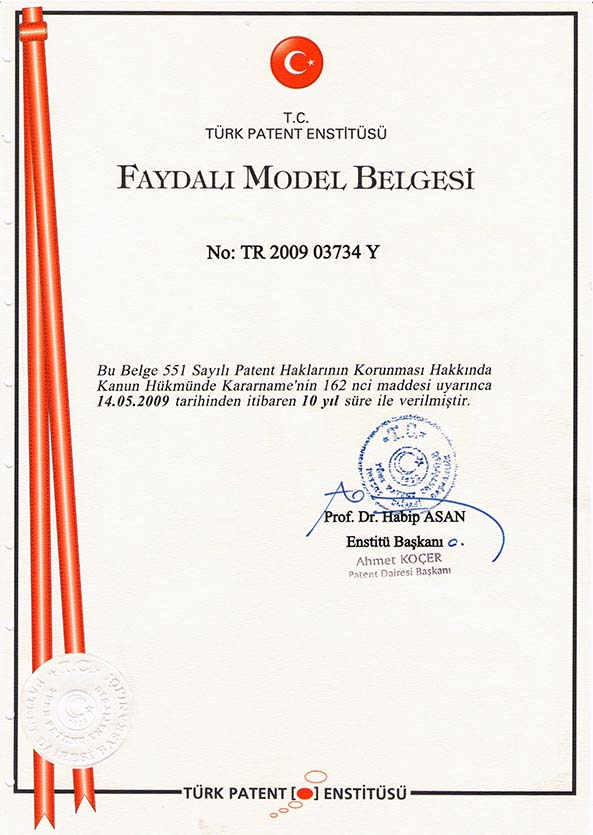 T.C.
TÜRK PATENT ENSTİTÜSÜ
FAYDALI MODEL BELGESİ
No: TR 2009 03734 Y
Bu Belge 551 Sayılı Patent Haklarının Korunması Hakkında
Kanun Hükmünde Kararname'nin 162 nci maddesi uyarınca
14.05.2009 tarihinden itibaren 10 yıl süre ile verilmiştir.
T.C.
Prof. Dr. Habip ASAN
Enstitü Başkanı
Ahmet KOÇER
Patent Dairesi Başkanı
T.C.
TÜRK PATENT [ ] ENSTİTÜSÜ